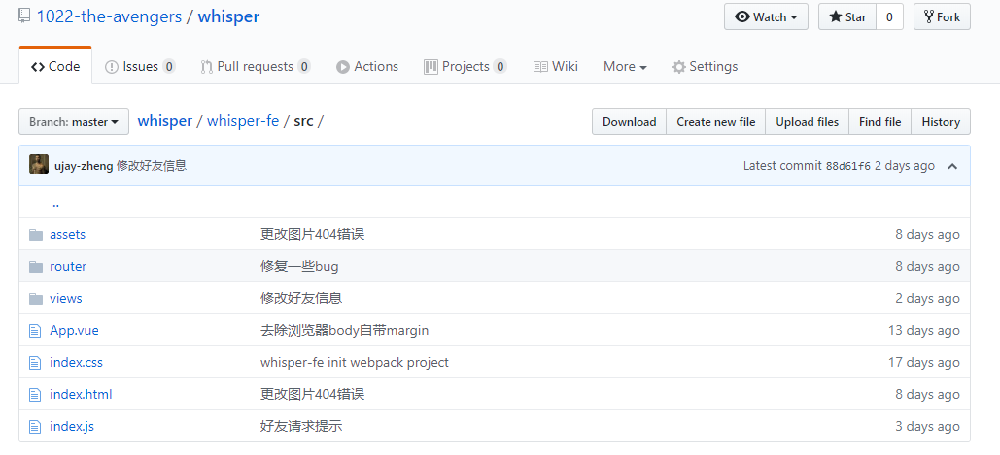 1022-the-avengers / whisper Watch Star 0 Fork
Code Issues 0 Pull requests 0 Actions Projects 0 Wiki More Settings
Branch: master whisper / whisper-fe / src / Download Create new file Upload files Find file History
ujay-zheng 修改好友信息 Latest commit 88d61f6 2 days ago
..
assets 更改图片404错误 8 days ago
router 修复一些bug 8 days ago
views 修改好友信息 2 days ago
App.vue 去除浏览器body自带margin 13 days ago
index.css whisper-fe init webpack project 17 days ago
index.html 更改图片404错误 8 days ago
index.js 好友请求提示 3 days ago